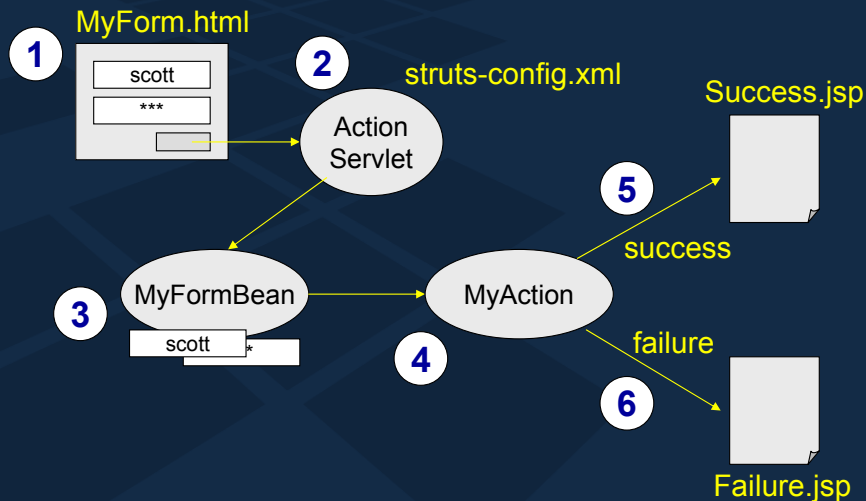 MyForm.html
1
scott
***
2
struts-config.xml
Action
Servlet
Success.jsp
5
success
3
MyFormBean
scott
*
MyAction
4
failure
6
Failure.jsp